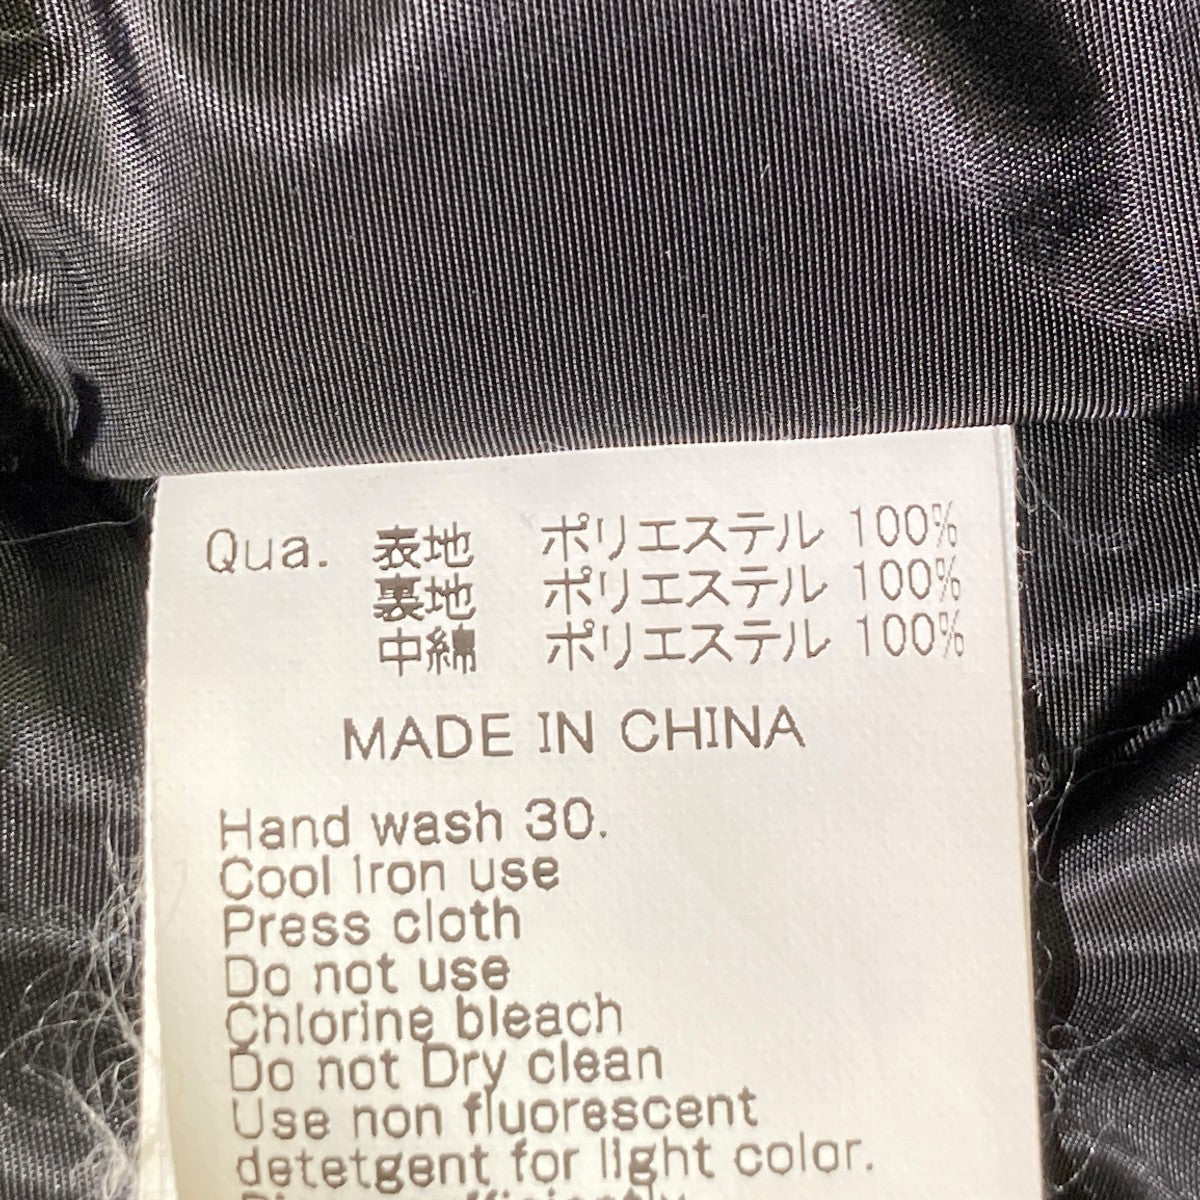 Qua. 表地 ポリエステル 100%
裏地 ポリエステル 100%
中綿 ポリエステル 100%
MADE IN CHINA
Hand wash 30.
Cool iron use
Press cloth
Do not use
Chlorine bleach
Do not Dry clean
Use non fluorescent
detetgent for light color.